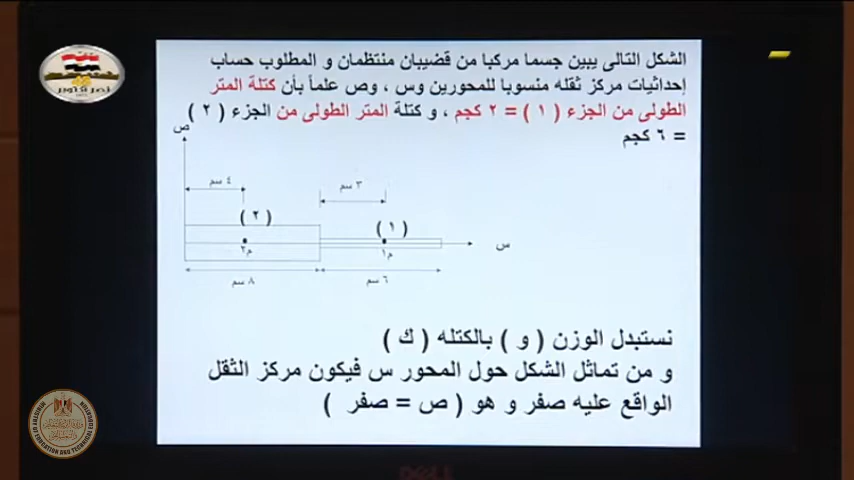 الشكل التالى يبين جسما مركبا من قضيبان منتظمان و المطلوب حساب
إحداثيات مركز ثقله منسوبا للمحورين وس ، وص علماً بأن كتلة المتر
الطولى من الجزء ( ١ ) = ٢ كجم ، و كتلة المتر الطولى من الجزء ( ٢ )
= ٦ كجم
ص
٤ سم
٣ سم
( ٢ )
( ١ )
م٢
م١
س
٨ سم
٦ سم
نستبدل الوزن ( و ) بالكتله ( ك )
و من تماثل الشكل حول المحور س فيكون مركز الثقل
الواقع عليه صفر و هو ( ص = صفر )